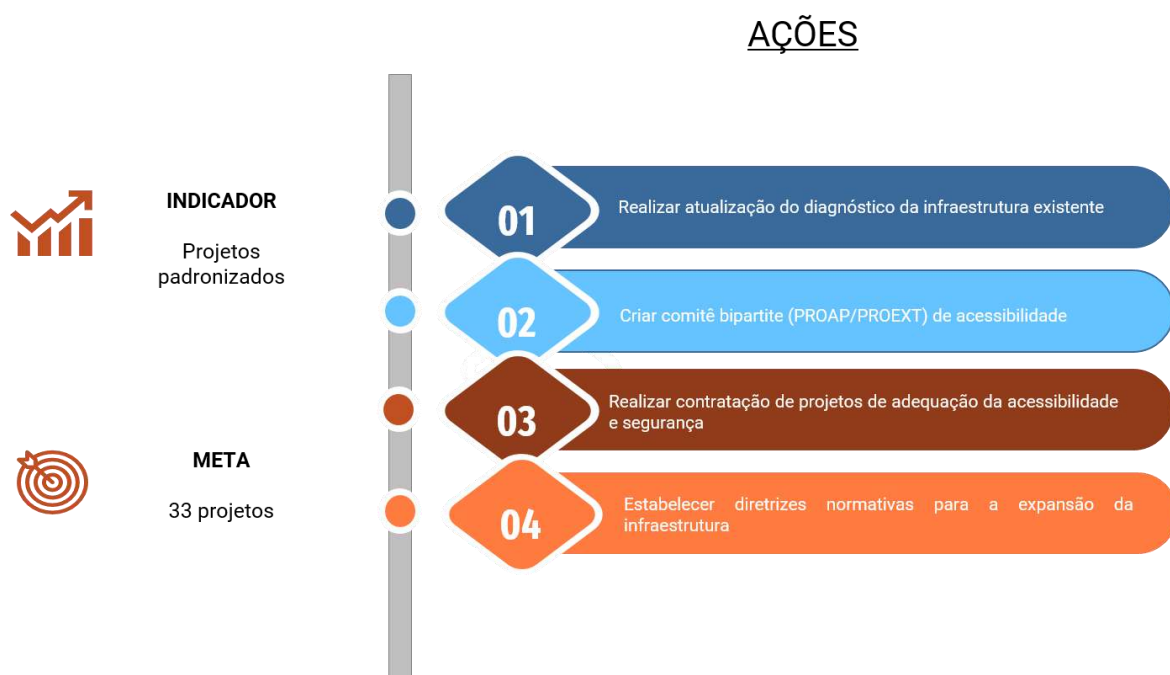 AÇÕES
INDICADOR
Projetos
padronizados
META
33 projetos
01
Realizar atualização do diagnóstico da infraestrutura existente
02
Criar comitê bipartite (PROAP/PROEXT) de acessibilidade
03
Realizar contratação de projetos de adequação da acessibilidade
e segurança
04
Estabelecer diretrizes normativas para a expansão da
infraestrutura